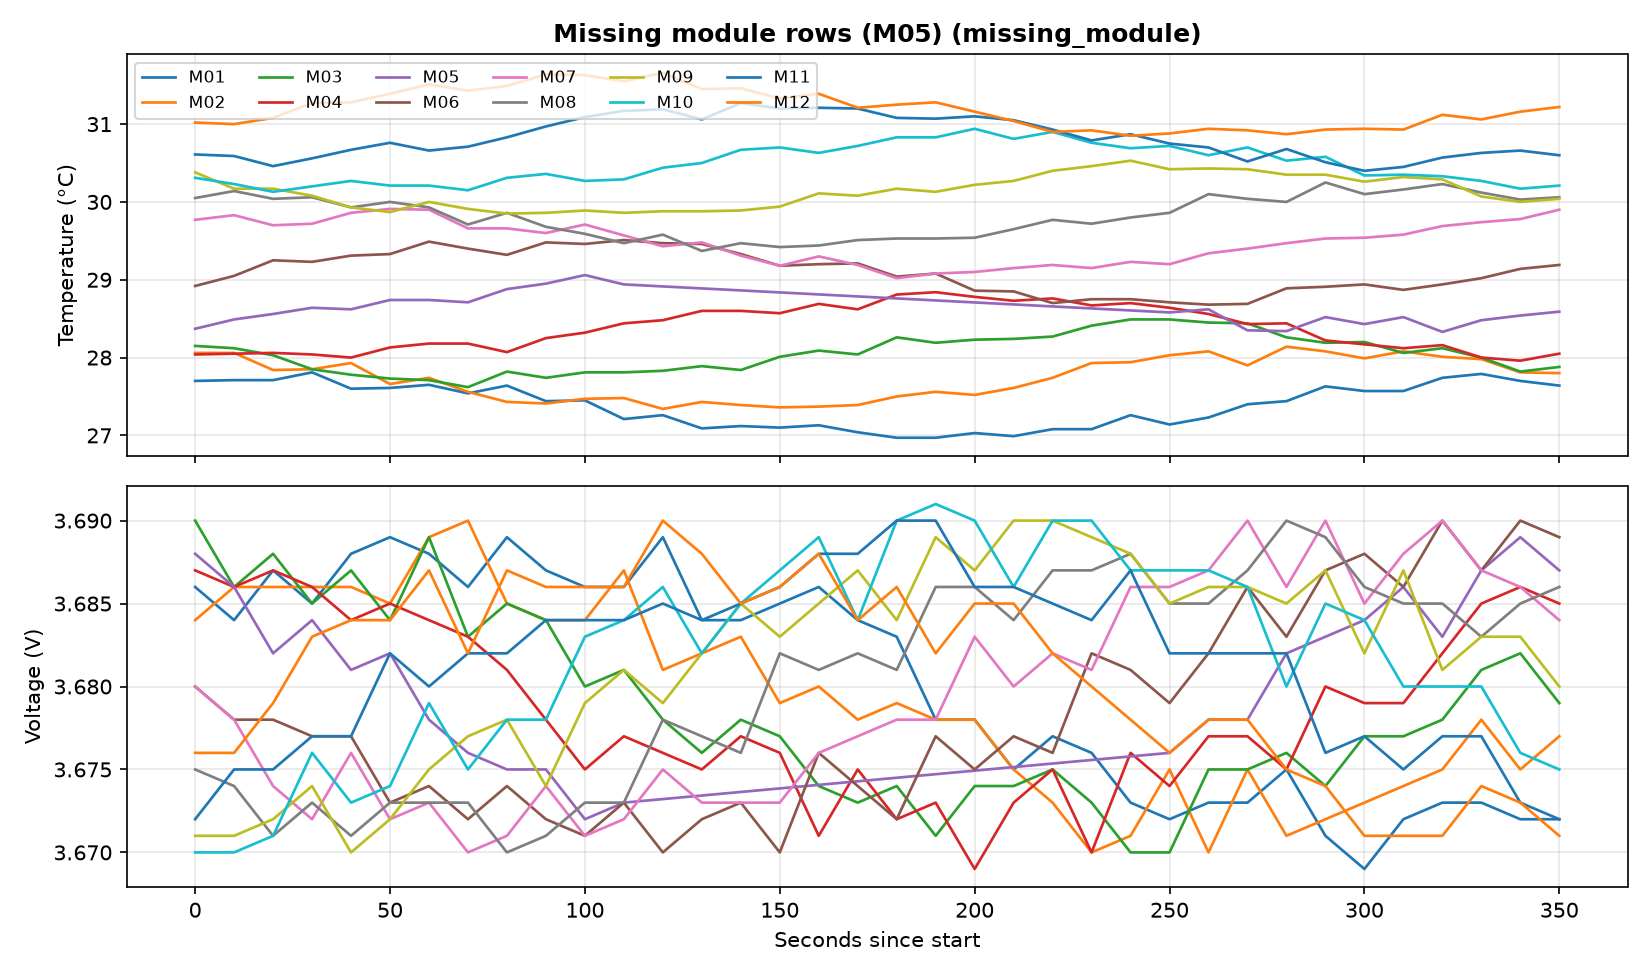 Missing module rows (M05) (missing_module)
M01 M03 M05 M07 M09 M11
M02 M04 M06 M08 M10 M12
Temperature (°C)
31
30
29
28
27
Voltage (V)
3.690
3.685
3.680
3.675
3.670
0 50 100 150 200 250 300 350
Seconds since start